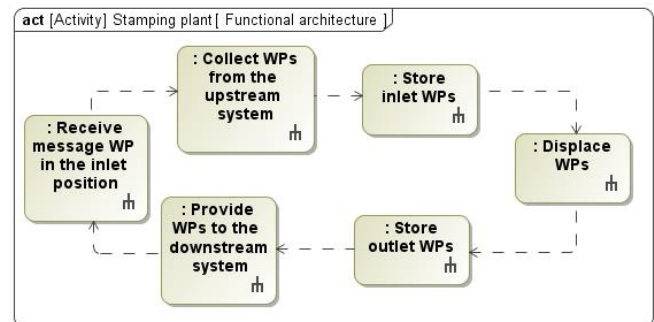 act [Activity] Stamping plant [ Functional architecture ]
: Collect WPs
from the
upstream
system
: Store
inlet WPs
: Displace
WPs
: Store
outlet WPs
: Provide
WPs to the
downstream
system
: Receive
message WP
in the inlet
position